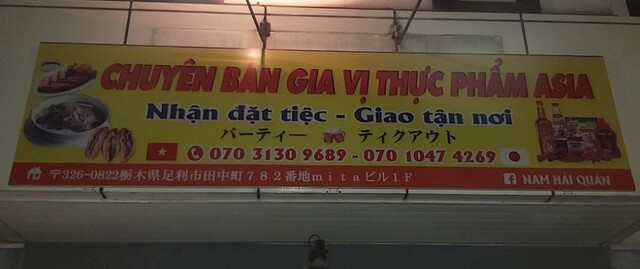 CHUYÊN BÁN GIA VỊ THỰC PHẨM ASIA
Nhận đặt tiệc - Giao tận nơi
パーティー ティクアウト
070 3130 9689 - 070 1047 4269
〒326-0822栃木県足利市田中町７８２番地ｍｉｔａビル１Ｆ
NAM HẢI QUÁN